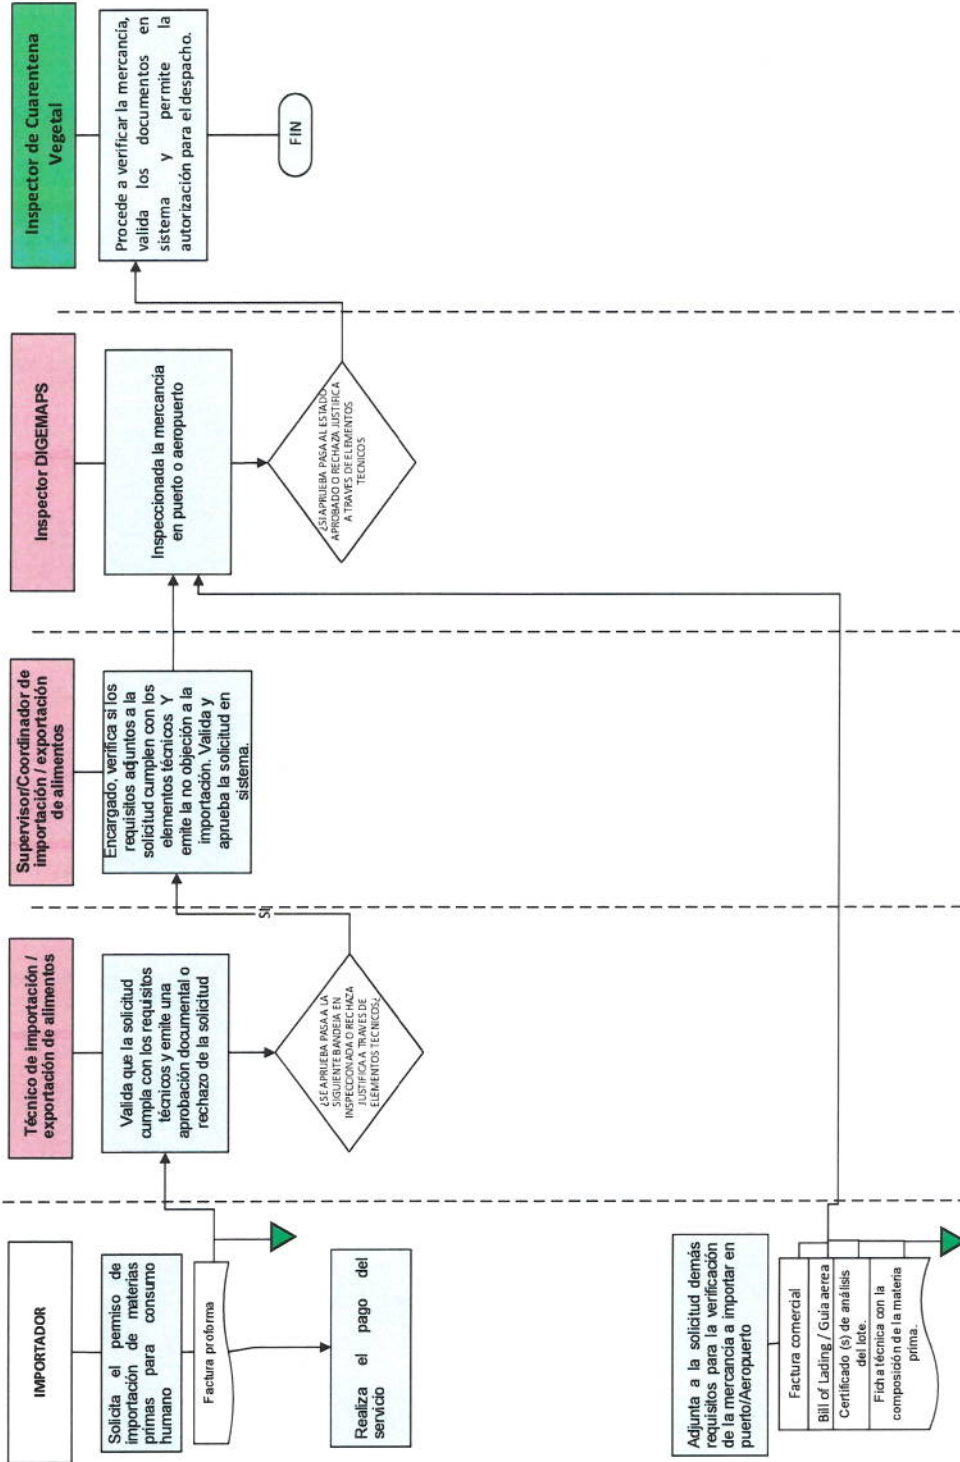 IMPORTADOR
Solicita el permiso de
importación de materias
primas para consumo
humano
Factura proforma
Realiza el pago del
servicio
Adjunta a la solicitud demás
requisitos para la verificación
de la mercancia a importar en
puerto/Aeropuerto
Factura comercial
Bill of Lading / Guia aerea
Certificado (s) de análisis
del lote.
Ficha técnica con la
composición de la materia
prima.
Técnico de importación /
exportación de alimentos
Valida que la solicitud
cumpla con los requisitos
técnicos y emite una
aprobación documental o
rechazo de la solicitud
¿SE APRUEBA PASA A LA
SIGUIENTE BANDEJA EN
INSPECCIONADA O RECHAZA
JUSTIFICA A TRAVES DE
ELEMENTOS TECNICOS¿
SI
Supervisor/Coordinador de
importación / exportación
de alimentos
Encargado, verifica si los
requisitos adjuntos a la
solicitud cumplen con los
elementos técnicos Y
emite la no objeción a la
importación. Valida y
aprueba la solicitud en
sistema.
Inspector DIGEMAPS
Inspeccionada la mercancía
en puerto o aeropuerto
¿SI APRUEBA PASA AL ESTADO
APROBADO O RECHAZA JUSTIFICA
A TRAVES DE ELEMENTOS
TECNICOS
Inspector de Cuarentena
Vegetal
Procede a verificar la mercancía,
valida los documentos en
sistema y permite la
autorización para el despacho.
FIN